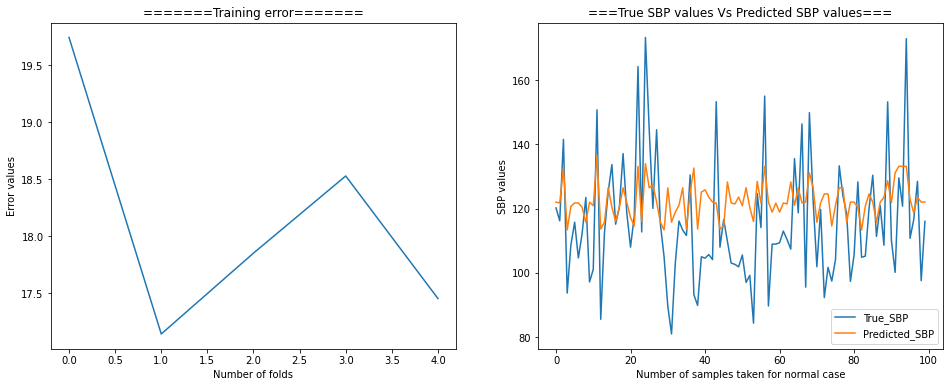 =======Training error=======
19.5
19.0
18.5
18.0
17.5
Error values
0.0 0.5 1.0 1.5 2.0 2.5 3.0 3.5 4.0
Number of folds
===True SBP values Vs Predicted SBP values===
160
140
120
100
80
SBP values
0 20 40 60 80 100
Number of samples taken for normal case
True_SBP
Predicted_SBP